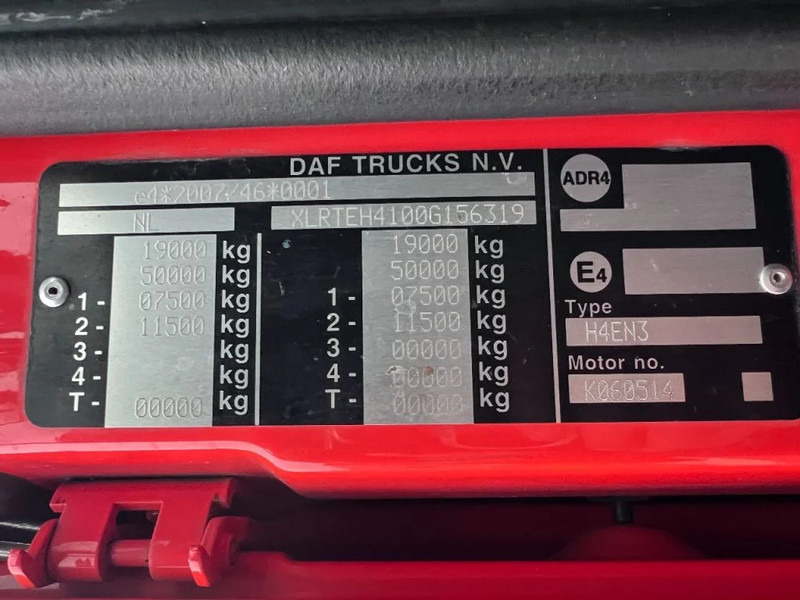 DAF TRUCKS N.V.
e4*2007/46*0001
NL XLRTEH4100G156319
19000 kg 19000 kg
50000 kg 50000 kg
1- 07500 kg 1- 07500 kg
2- 11500 kg 2- 11500 kg
3- kg 3- 00000 kg
4- kg 4- 00000 kg
T- 00000 kg T- 00000 kg
ADR4
E4
Type
H4EN3
Motor no.
K060514